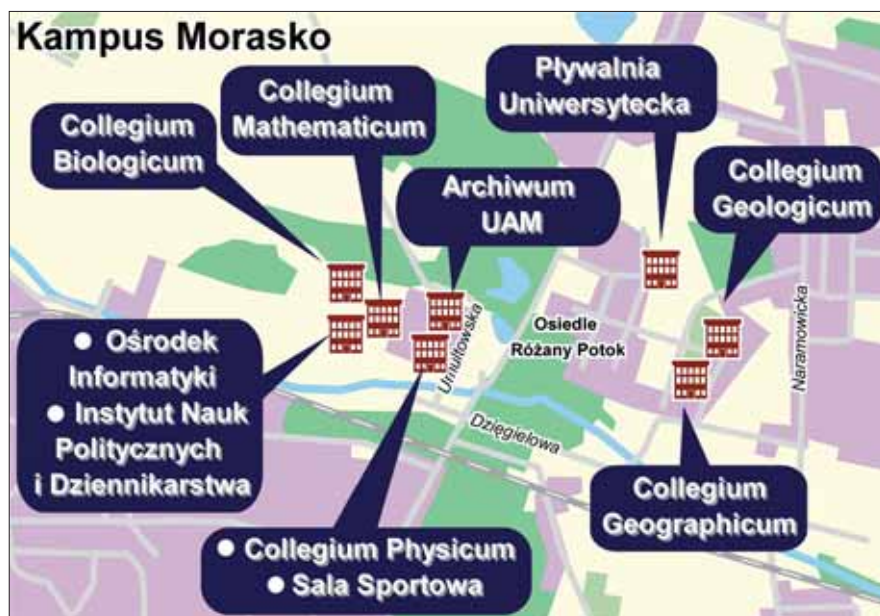 Kampus Morasko
Collegium
Biologicum
Collegium
Mathematicum
Pływalnia
Uniwersytecka
Archiwum
UAM
Collegium
Geologicum
● Ośrodek
Informatyki
● Instytut Nauk
Politycznych
i Dziennikarstwa
Umultowska
Osiedle
Różany Potok
Naramowicka
Dzięgielowa
Collegium
Geographicum
● Collegium Physicum
● Sala Sportowa